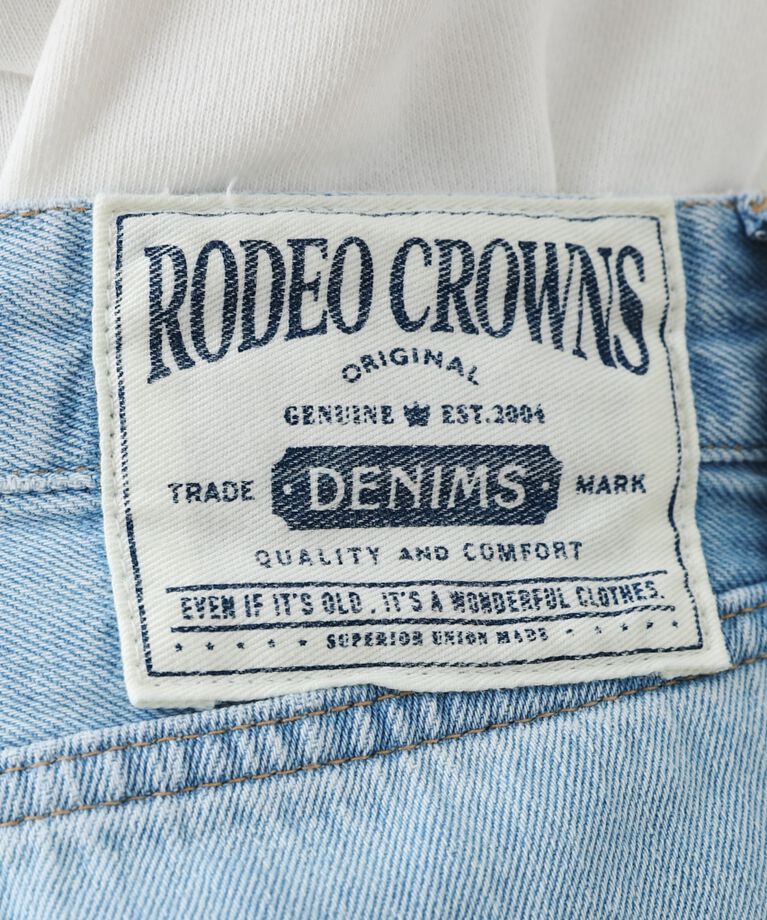 RODEO CROWNS
ORIGINAL
GENUINE EST.2004
TRADE DENIMS MARK
QUALITY AND COMFORT
EVEN IF IT'S OLD, IT'S A WONDERFUL CLOTHES.
SUPERIOR UNION MADE